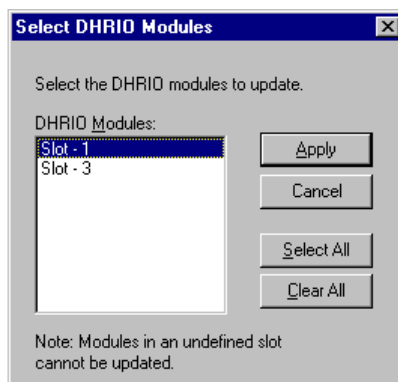 Select DHRIO Modules
Select the DHRIO modules to update.
DHRIO Modules:
Slot - 1
Slot - 3
Apply
Cancel
Select All
Clear All
Note: Modules in an undefined slot
cannot be updated.